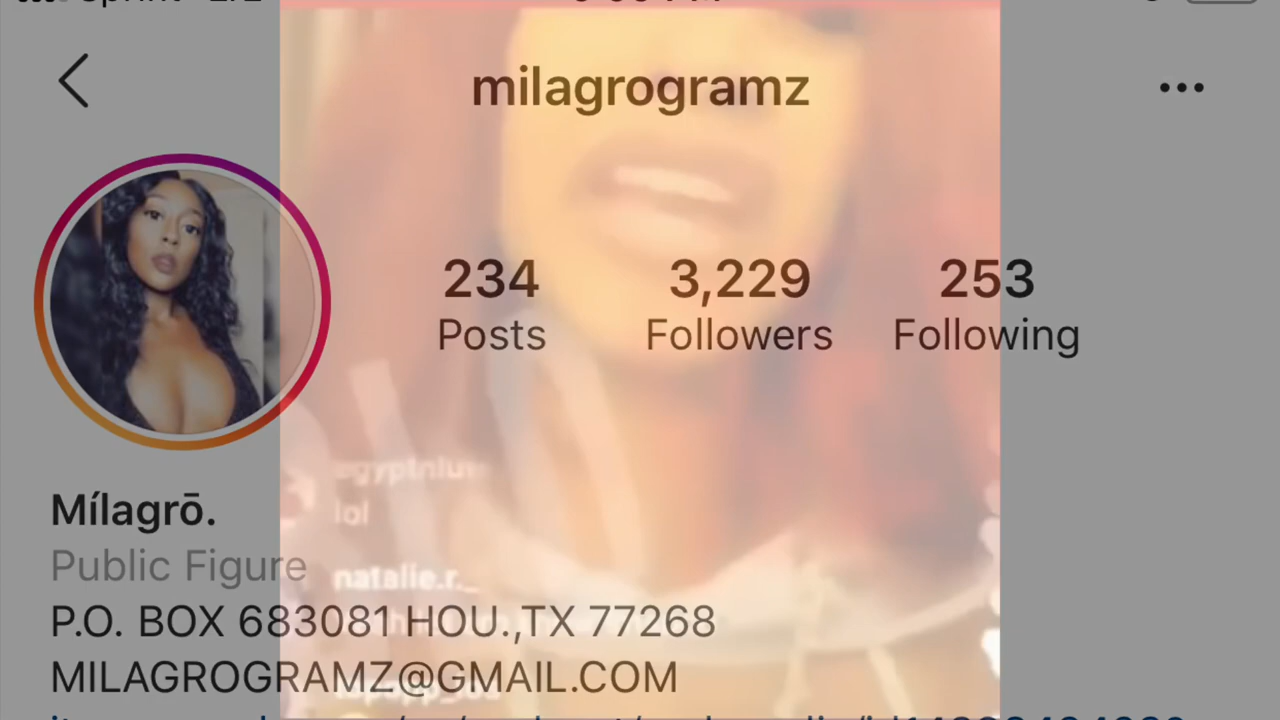 milagrogramz
234 3,229 253
Posts Followers Following
Mílagrō.
Public Figure
lol
natalie.r._
P.O. BOX 683081 HOU.,TX 77268
MILAGROGRAMZ@GMAIL.COM